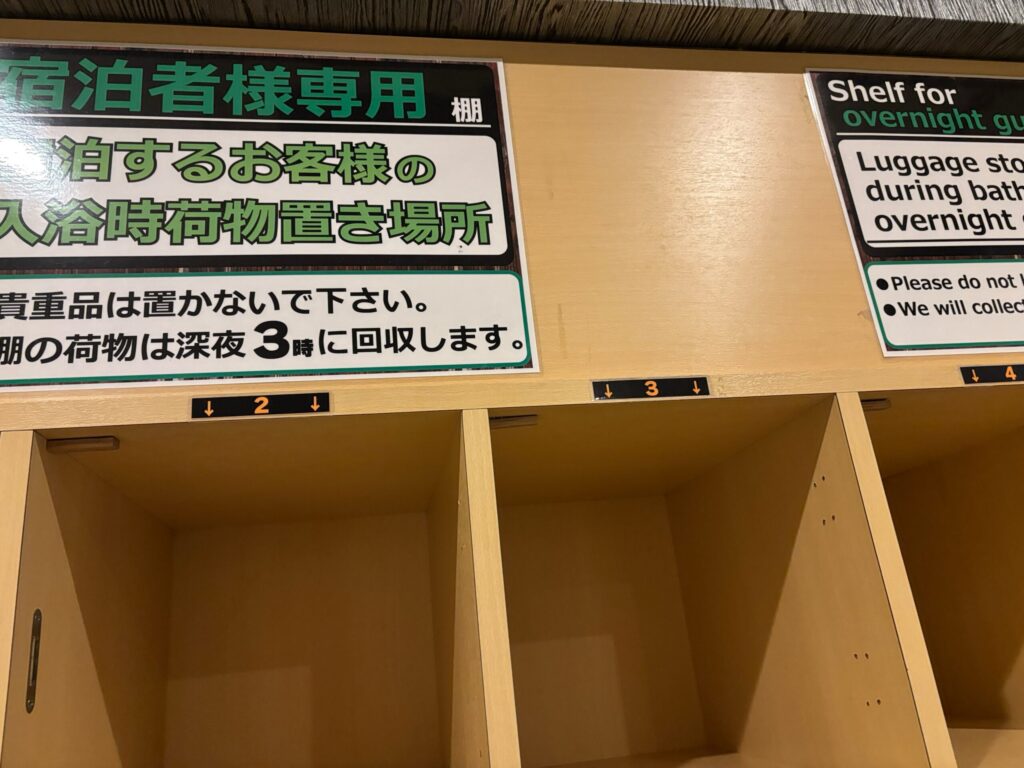 宿泊者様専用 棚
泊するお客様の
入浴時荷物置き場所
貴重品は置かないで下さい。
棚の荷物は深夜3時に回収します。
Shelf for
overnight
Luggage
during
overnight
●Please do not
●We will collect
↓ 2 ↓
↓ 3 ↓
↓ 4